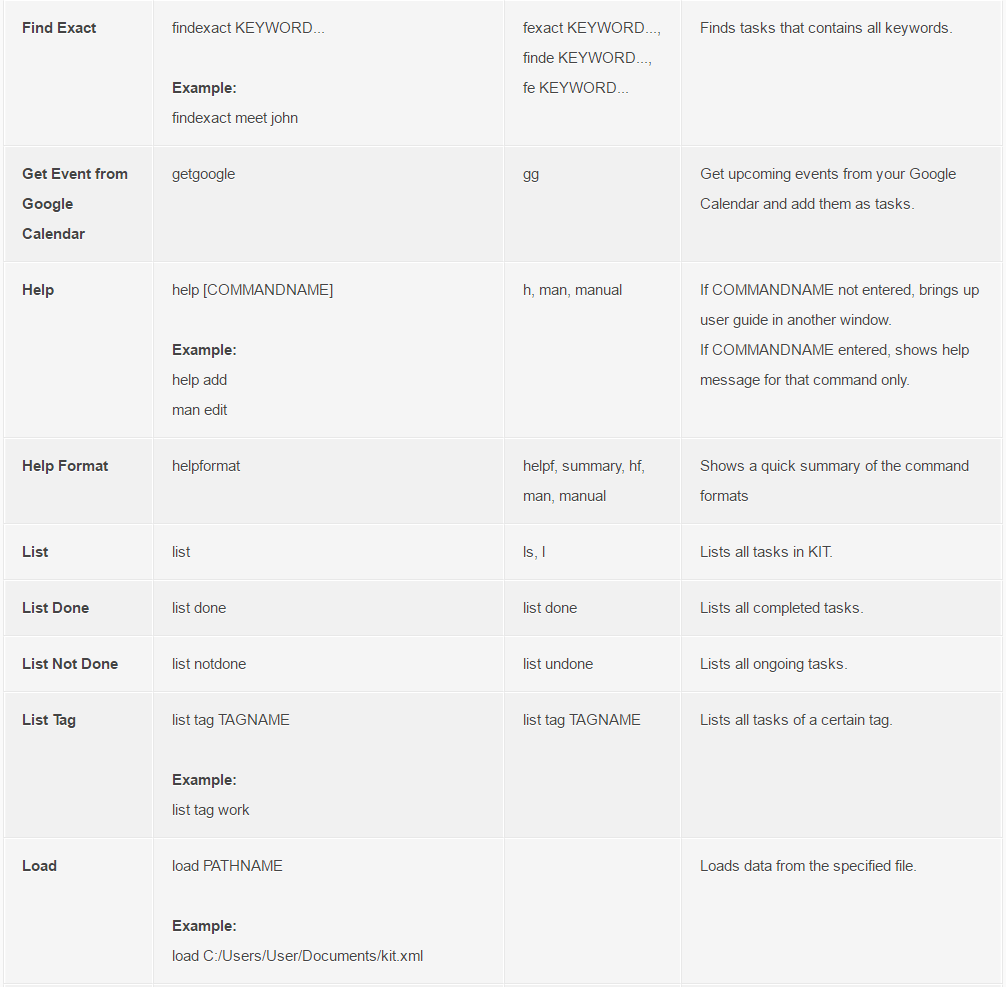 Find Exact
findexact KEYWORD...
Example:
findexact meet john
fexact KEYWORD...,
finde KEYWORD...,
fe KEYWORD...
Finds tasks that contains all keywords.
Get Event from
Google
Calendar
getgoogle
gg
Get upcoming events from your Google
Calendar and add them as tasks.
Help
help [COMMANDNAME]
Example:
help add
man edit
h, man, manual
If COMMANDNAME not entered, brings up
user guide in another window.
If COMMANDNAME entered, shows help
message for that command only.
Help Format
helpformat
helpf, summary, hf,
man, manual
Shows a quick summary of the command
formats
List
list
ls, l
Lists all tasks in KIT.
List Done
list done
list done
Lists all completed tasks.
List Not Done
list notdone
list undone
Lists all ongoing tasks.
List Tag
list tag TAGNAME
Example:
list tag work
list tag TAGNAME
Lists all tasks of a certain tag.
Load
load PATHNAME
Example:
load C:/Users/User/Documents/kit.xml
Loads data from the specified file.